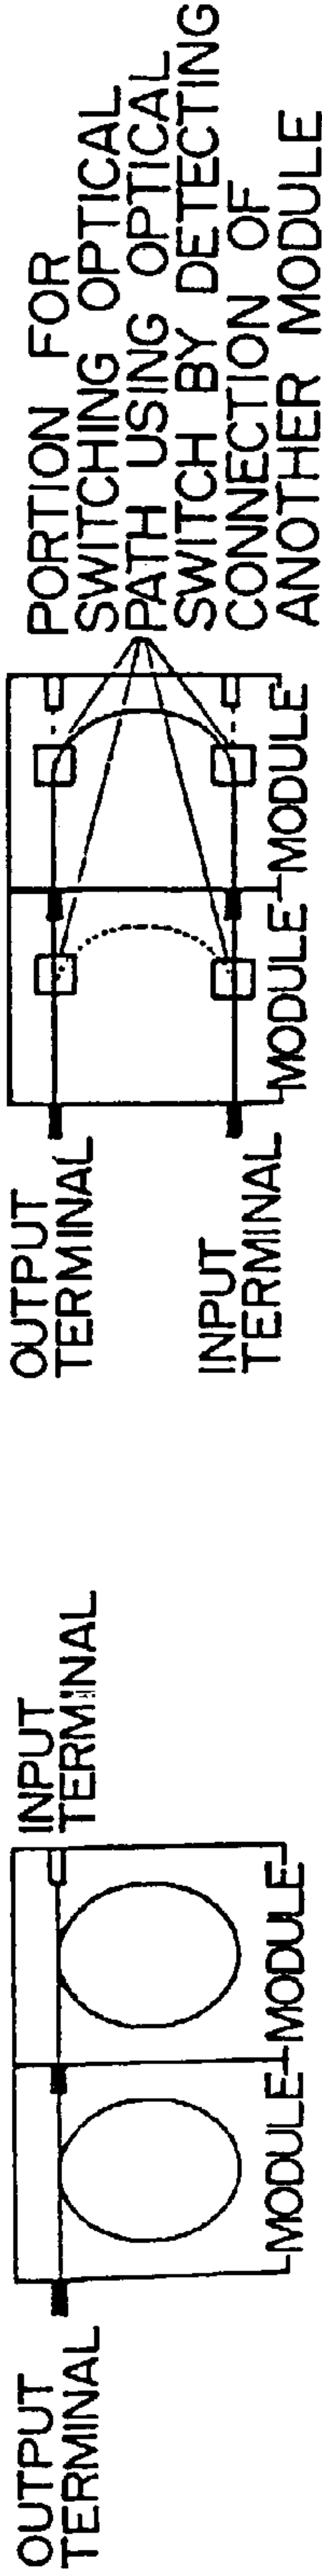 OUTPUT
TERMINAL
MODULE
MODULE
INPUT
TERMINAL
OUTPUT
TERMINAL
INPUT
TERMINAL
MODULE
MODULE
PORTION FOR
SWITCHING OPTICAL
PATH USING OPTICAL
SWITCH BY DETECTING
CONNECTION OF
ANOTHER MODULE